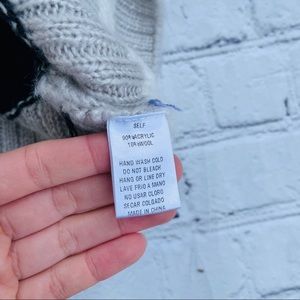 SELF
90% ACRYLIC
10% WOOL
HAND WASH COLD
DO NOT BLEACH
HANG OR LINE DRY
LAVE FRIO A MANO
NO USAR CLORO
SECAR COLGADO
MADE IN CHINA